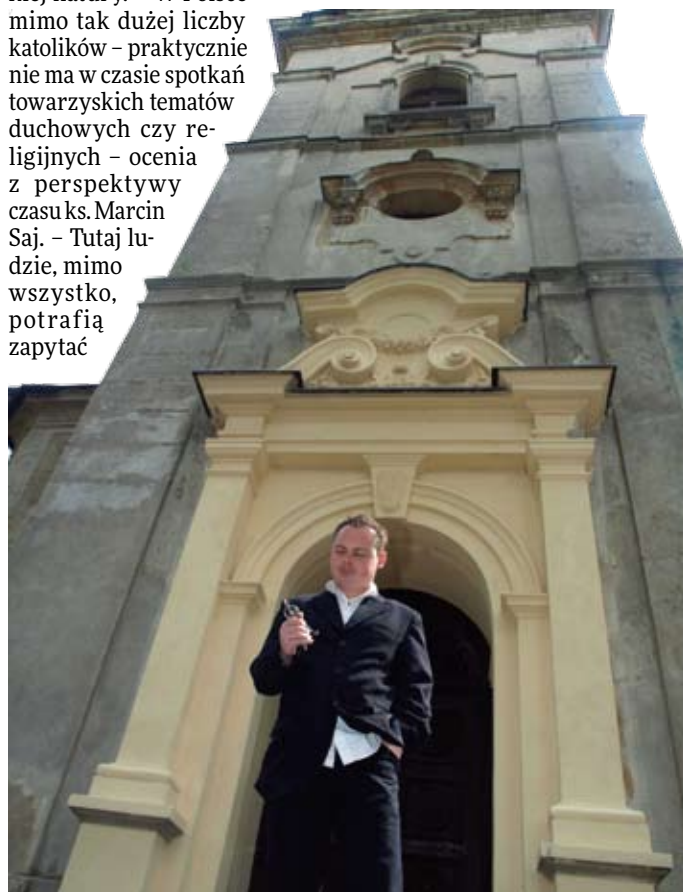 mimo tak dużej liczby
katolików – praktycznie
nie ma w czasie spotkań
towarzyskich tematów
duchowych czy re-
ligijnych – ocenia
z perspektywy
czasu ks. Marcin
Saj. – Tutaj lu-
dzie, mimo
wszystko,
potrafią
zapytać